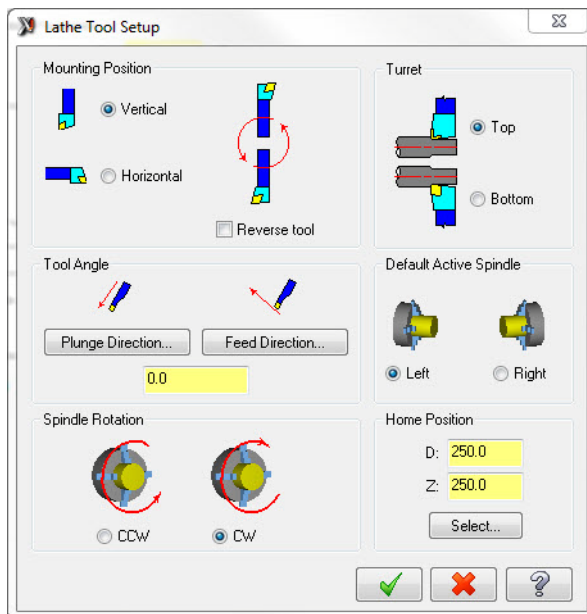 Lathe Tool Setup
Mounting Position
Vertical
Horizontal
Reverse tool
Turret
Top
Bottom
Tool Angle
Plunge Direction...
Feed Direction...
0.0
Default Active Spindle
Left
Right
Spindle Rotation
CCW
CW
Home Position
D: 250.0
Z: 250.0
Select...
?